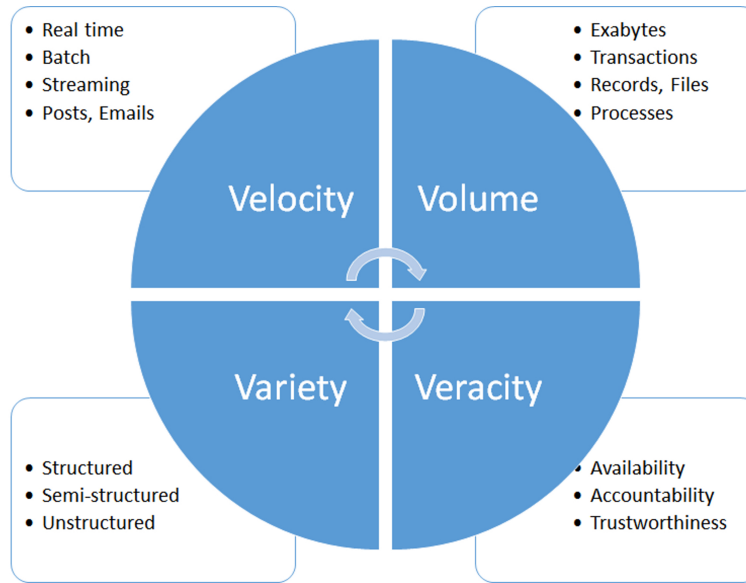 • Real time
• Batch
• Streaming
• Posts, Emails
• Exabytes
• Transactions
• Records, Files
• Processes
Velocity
Volume
Variety
Veracity
• Structured
• Semi-structured
• Unstructured
• Availability
• Accountability
• Trustworthiness